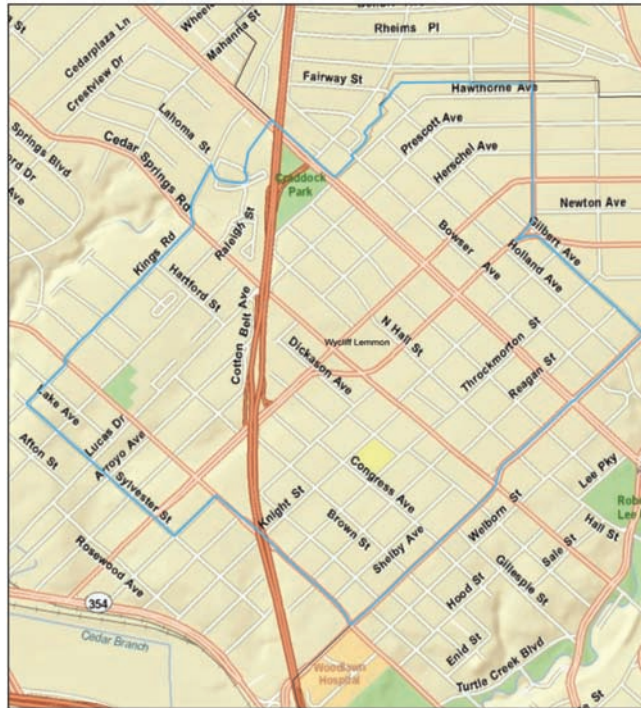 Rheims Pl
Cedarplaza Ln
Mahanna St
Crestview Dr
Fairway St
Hawthorne Ave
Lahoma St
Prescott Ave
Springs Blvd
Cedar Springs Rd
Herschel Ave
Craddock
Park
Newton Ave
Kings Rd
Raleigh St
Gilbert Ave
Bowser Ave
Holland Ave
Hartford St
Cotton Belt Ave
N Hall St
Wycliff Lemmon
Throckmorton St
Dickason Ave
Reagan St
Lake Ave
Lucas Dr
Afton St
Arroyo Ave
Sylvester St
Congress Ave
Lee Pky
Knight St
Hall St
Brown St
Welborn St
Shelby Ave
Sale St
Rosewood Ave
Gillespie St
Hood St
354
Enid St
Cedar Branch
Turtle Creek Blvd
Woodlawn
Hospital